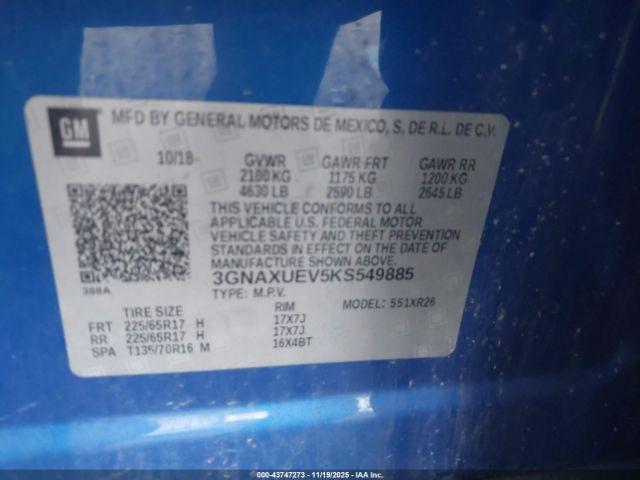 GM
MFD BY GENERAL MOTORS DE MEXICO, S. DE R.L. DE C.V.
10/18 GVWR GAWR FRT GAWR RR
2100 KG 1175 KG 1200 KG
4630 LB 2590 LB 2645 LB
THIS VEHICLE CONFORMS TO ALL
APPLICABLE U.S. FEDERAL MOTOR
VEHICLE SAFETY AND THEFT PREVENTION
STANDARDS IN EFFECT ON THE DATE OF
MANUFACTURE SHOWN ABOVE.
3GNAXUEV5KS549885
TYPE: M.P.V. MODEL: 551XR26
388A
TIRE SIZE RIM
FRT 225/65R17 H 17X7J
RR 225/65R17 H 17X7J
SPA T135/70R16 M 16X4BT
000-43747273 - 11/19/2025 - IAA Inc.